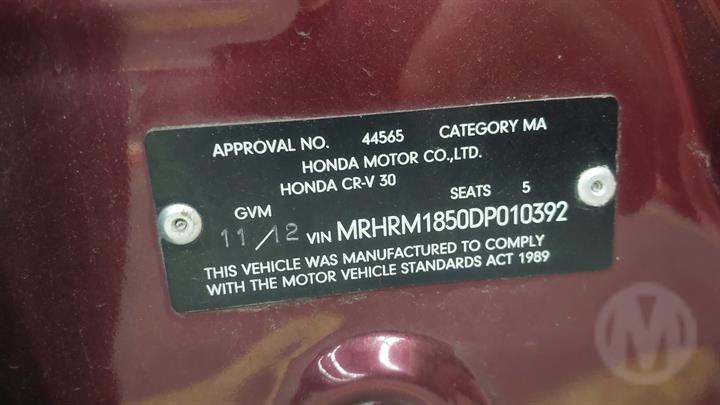 APPROVAL NO. 44565 CATEGORY MA
HONDA MOTOR CO.,LTD.
HONDA CR-V 30
SEATS 5
GVM
11/12 VIN MRHRM1850DP010392
THIS VEHICLE WAS MANUFACTURED TO COMPLY
WITH THE MOTOR VEHICLE STANDARDS ACT 1989
M